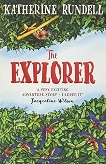 KATHERINE RUNDELL
The
EXPLORER
'A VERY EXCITING
ADVENTURE STORY –
I LOVED IT'
Jacqueline Wilson